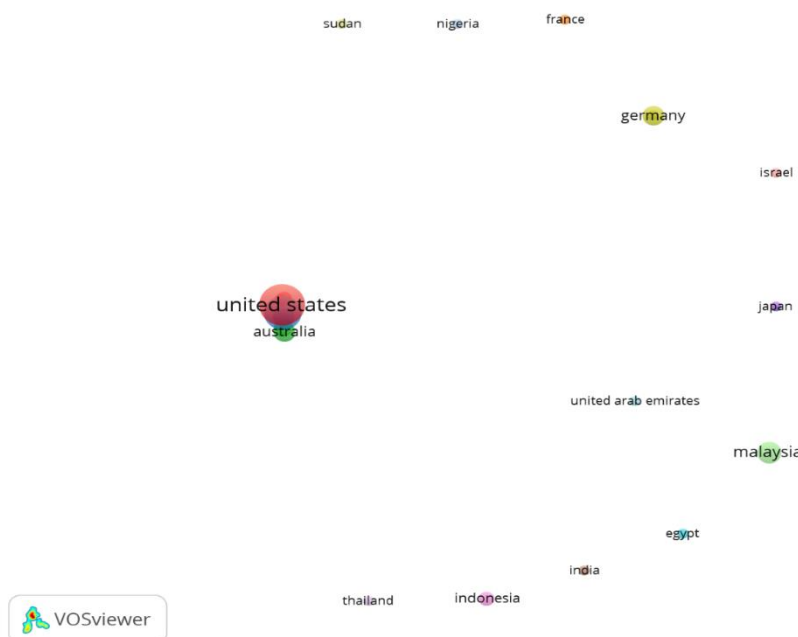 sudan
nigeria
france
germany
israel
united states
japan
australia
united arab emirates
malaysia
egypt
india
thailand
indonesia
VOSviewer